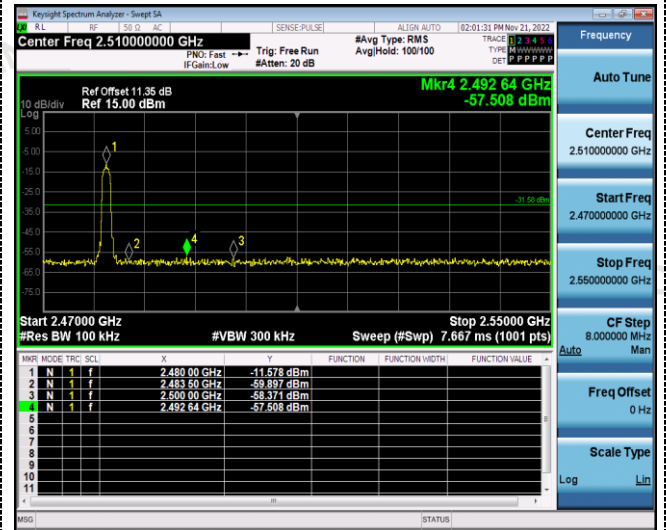 Keysight Spectrum Analyzer - Swept SA
RL RF 50 Ω AC SENSE:PULSE ALIGN AUTO 02:01:31 PM Nov 21, 2022
Center Freq 2.510000000 GHz
PNO: Fast Trig: Free Run #Avg Type: RMS TRACE 1 2 3 4 5 6
IFGain:Low #Atten: 20 dB Avg|Hold: 100/100 TYPE M WWWWW
DET P P P P P P
Mkr4 2.492 64 GHz
-57.508 dBm
Ref Offset 11.35 dB
10 dB/div Ref 15.00 dBm
Log
5.00
-5.00
-15.0
-25.0
-31.58 dBm
-35.0
-45.0
-55.0
-65.0
-75.0
1
2
4
3
Start 2.47000 GHz Stop 2.55000 GHz
#Res BW 100 kHz #VBW 300 kHz Sweep (#Swp) 7.667 ms (1001 pts)
MKR MODE TRC SCL X Y FUNCTION FUNCTION WIDTH FUNCTION VALUE
1 N 1 f 2.480 00 GHz -11.578 dBm
2 N 1 f 2.483 50 GHz -59.897 dBm
3 N 1 f 2.500 00 GHz -58.371 dBm
4 N 1 f 2.492 64 GHz -57.508 dBm
5
6
7
8
9
10
11
MSG STATUS
Frequency
Auto Tune
Center Freq
2.510000000 GHz
Start Freq
2.470000000 GHz
Stop Freq
2.550000000 GHz
CF Step
8.000000 MHz
Auto Man
Freq Offset
0 Hz
Scale Type
Log Lin